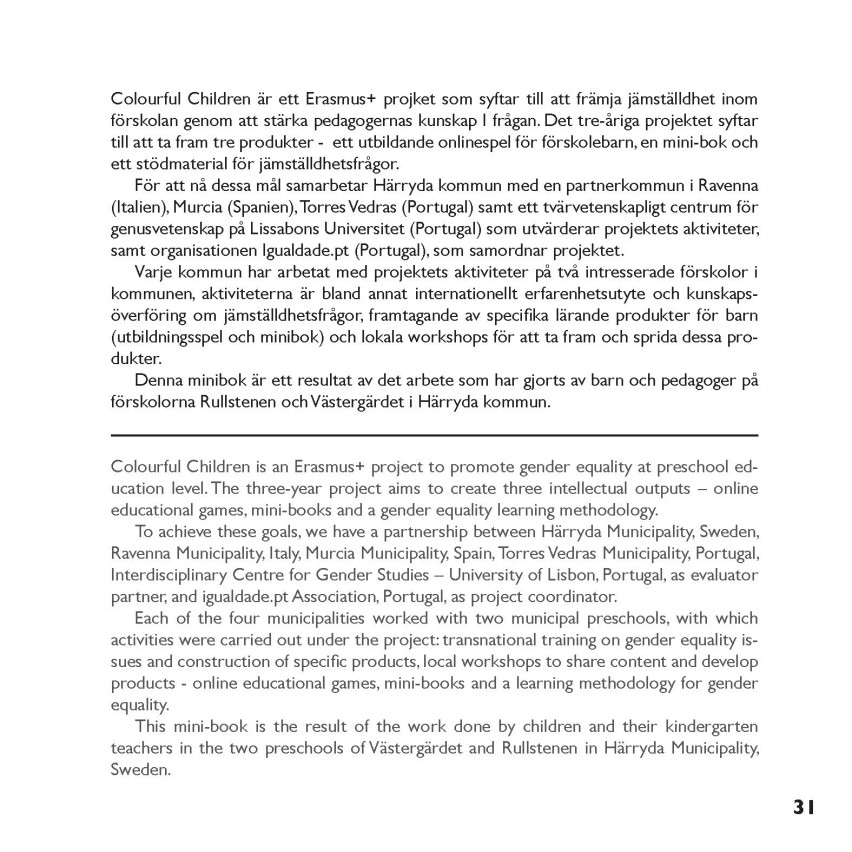 Colourful Children är ett Erasmus+ projket som syftar till att främja jämställdhet inom
förskolan genom att stärka pedagogernas kunskap I frågan. Det tre-åriga projektet syftar
till att ta fram tre produkter -  ett utbildande onlinespel för förskolebarn, en mini-bok och
ett stödmaterial för jämställdhetsfrågor.
För att nå dessa mål samarbetar Härryda kommun med en partnerkommun i Ravenna
(Italien), Murcia (Spanien), Torres Vedras (Portugal) samt ett tvärvetenskapligt centrum för
genusvetenskap på Lissabons Universitet (Portugal) som utvärderar projektets aktiviteter,
samt organisationen Igualdade.pt (Portugal), som samordnar projektet.
Varje kommun har arbetat med projektets aktiviteter på två intresserade förskolor i
kommunen, aktiviteterna är bland annat internationellt erfarenhetsutyte och kunskaps-
överföring om jämställdhetsfrågor, framtagande av specifika lärande produkter för barn
(utbildningsspel och minibok) och lokala workshops för att ta fram och sprida dessa pro-
dukter.
Denna minibok är ett resultat av det arbete som har gjorts av barn och pedagoger på
förskolorna Rullstenen och Västergärdet i Härryda kommun.
Colourful Children is an Erasmus+ project to promote gender equality at preschool ed-
ucation level. The three-year project aims to create three intellectual outputs – online
educational games, mini-books and a gender equality learning methodology.
To achieve these goals, we have a partnership between Härryda Municipality, Sweden,
Ravenna Municipality, Italy, Murcia Municipality, Spain, Torres Vedras Municipality, Portugal,
Interdisciplinary Centre for Gender Studies – University of Lisbon, Portugal, as evaluator
partner, and igualdade.pt Association, Portugal, as project coordinator.
Each of the four municipalities worked with two municipal preschools, with which
activities were carried out under the project: transnational training on gender equality is-
sues and construction of specific products, local workshops to share content and develop
products - online educational games, mini-books and a learning methodology for gender
equality.
This mini-book is the result of the work done by children and their kindergarten
teachers in the two preschools of Västergärdet and Rullstenen in Härryda Municipality,
Sweden.
31